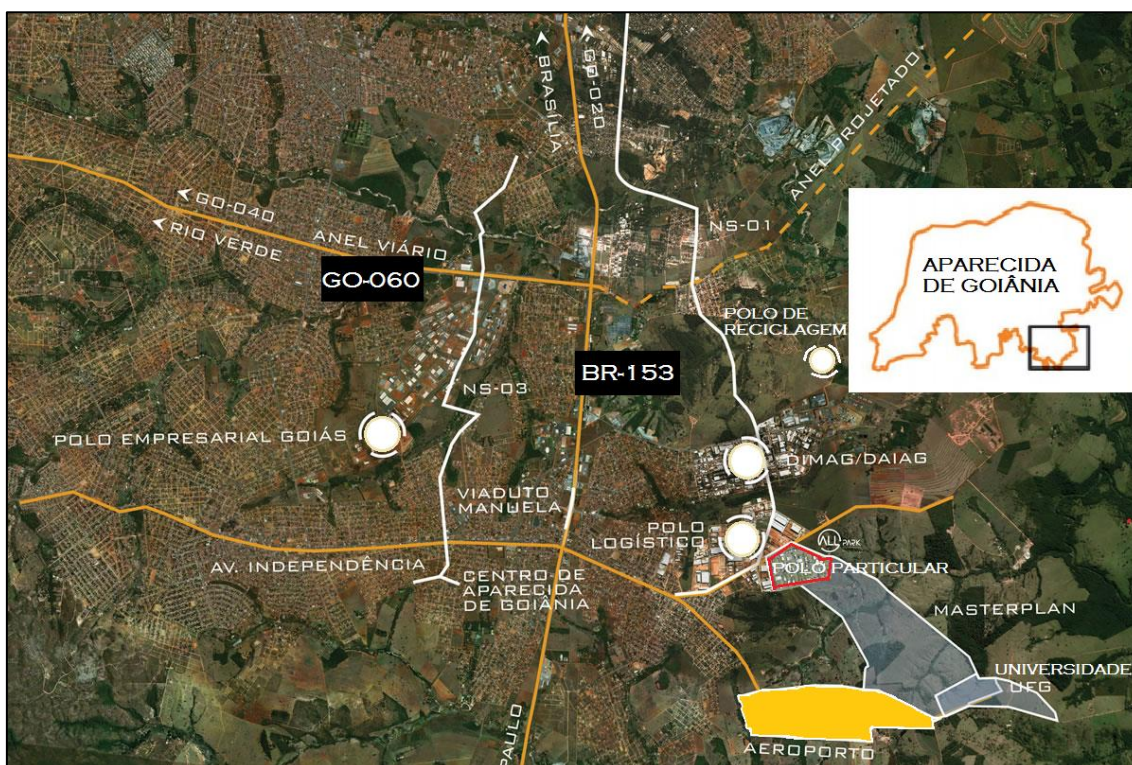 BRASÍLIA
GO-020
ANEL PROJETADO
GO-040
RIO VERDE
ANEL VIÁRIO
NS-01
GO-060
APARECIDA
DE GOIÂNIA
POLO DE
RECICLAGEM
BR-153
NS-03
POLO EMPRESARIAL GOIÁS
DIMAG/DAIAG
VIADUTO
MANUELA
POLO
LOGÍSTICO
ALL PARK
AV. INDEPENDÊNCIA
POLO PARTICULAR
CENTRO DE
APARECIDA
DE GOIÂNIA
MASTERPLAN
UNIVERSIDADE
UFG
PAULO
AEROPORTO